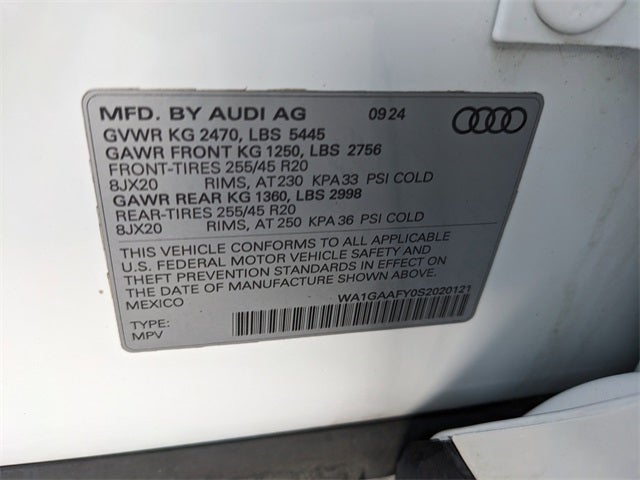 MFD. BY AUDI AG 09 24
GVWR KG 2470, LBS 5445
GAWR FRONT KG 1250, LBS 2756
FRONT-TIRES 255/45 R20
8JX20 RIMS, AT 230 KPA 33 PSI COLD
GAWR REAR KG 1360, LBS 2998
REAR-TIRES 255/45 R20
8JX20 RIMS, AT 250 KPA 36 PSI COLD
THIS VEHICLE CONFORMS TO ALL APPLICABLE
U.S. FEDERAL MOTOR VEHICLE SAFETY AND
THEFT PREVENTION STANDARDS IN EFFECT ON
THE DATE OF MANUFACTURE SHOWN ABOVE.
MEXICO
WA1GAAFY0S2020121
TYPE:
MPV